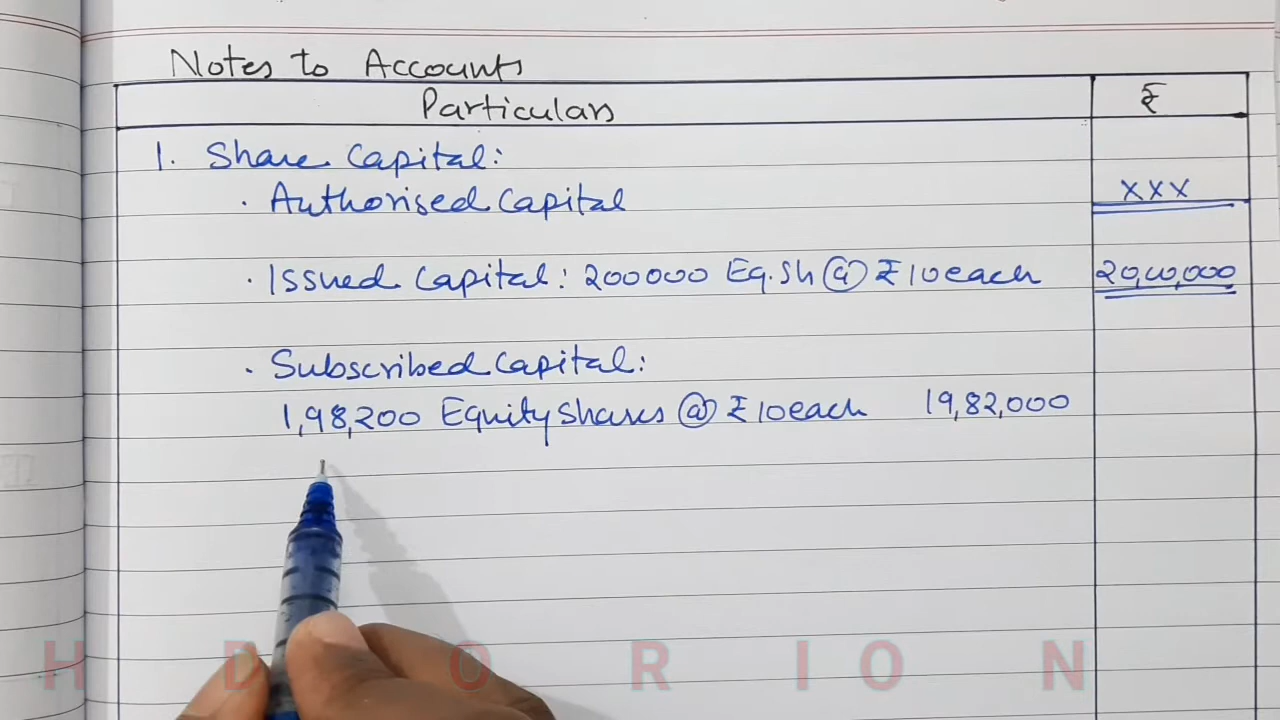 Notes to Accounts
Particulars ₹
1. Share Capital:
· Authorised Capital xxx
· Issued Capital: 200000 Eq.Sh @ ₹10 each 20,00,000
· Subscribed Capital:
1,98,200 Equity Shares @ ₹10 each 19,82,000
H D O R I O N